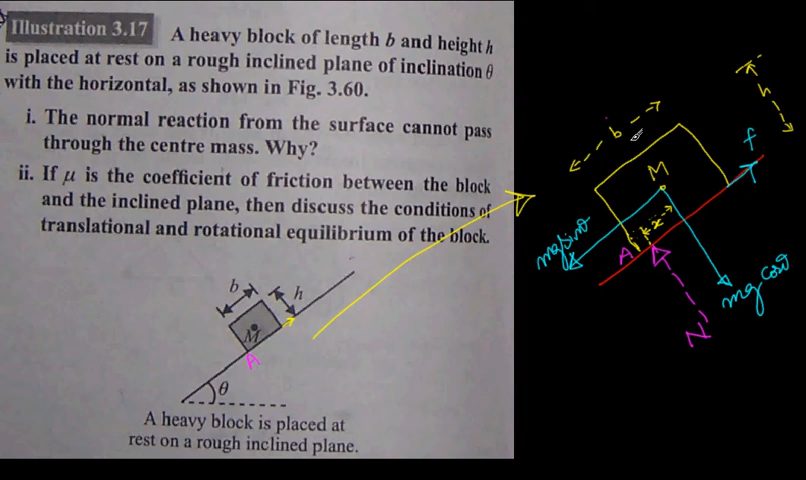 Illustration 3.17 A heavy block of length b and height h
is placed at rest on a rough inclined plane of inclination θ
with the horizontal, as shown in Fig. 3.60.
i. The normal reaction from the surface cannot pass
through the centre mass. Why?
ii. If μ is the coefficient of friction between the block
and the inclined plane, then discuss the conditions of
translational and rotational equilibrium of the block.
b
h
M
A
θ
A heavy block is placed at
rest on a rough inclined plane.
h
b
f
M
x
A
mg sinθ
mg cosθ
N